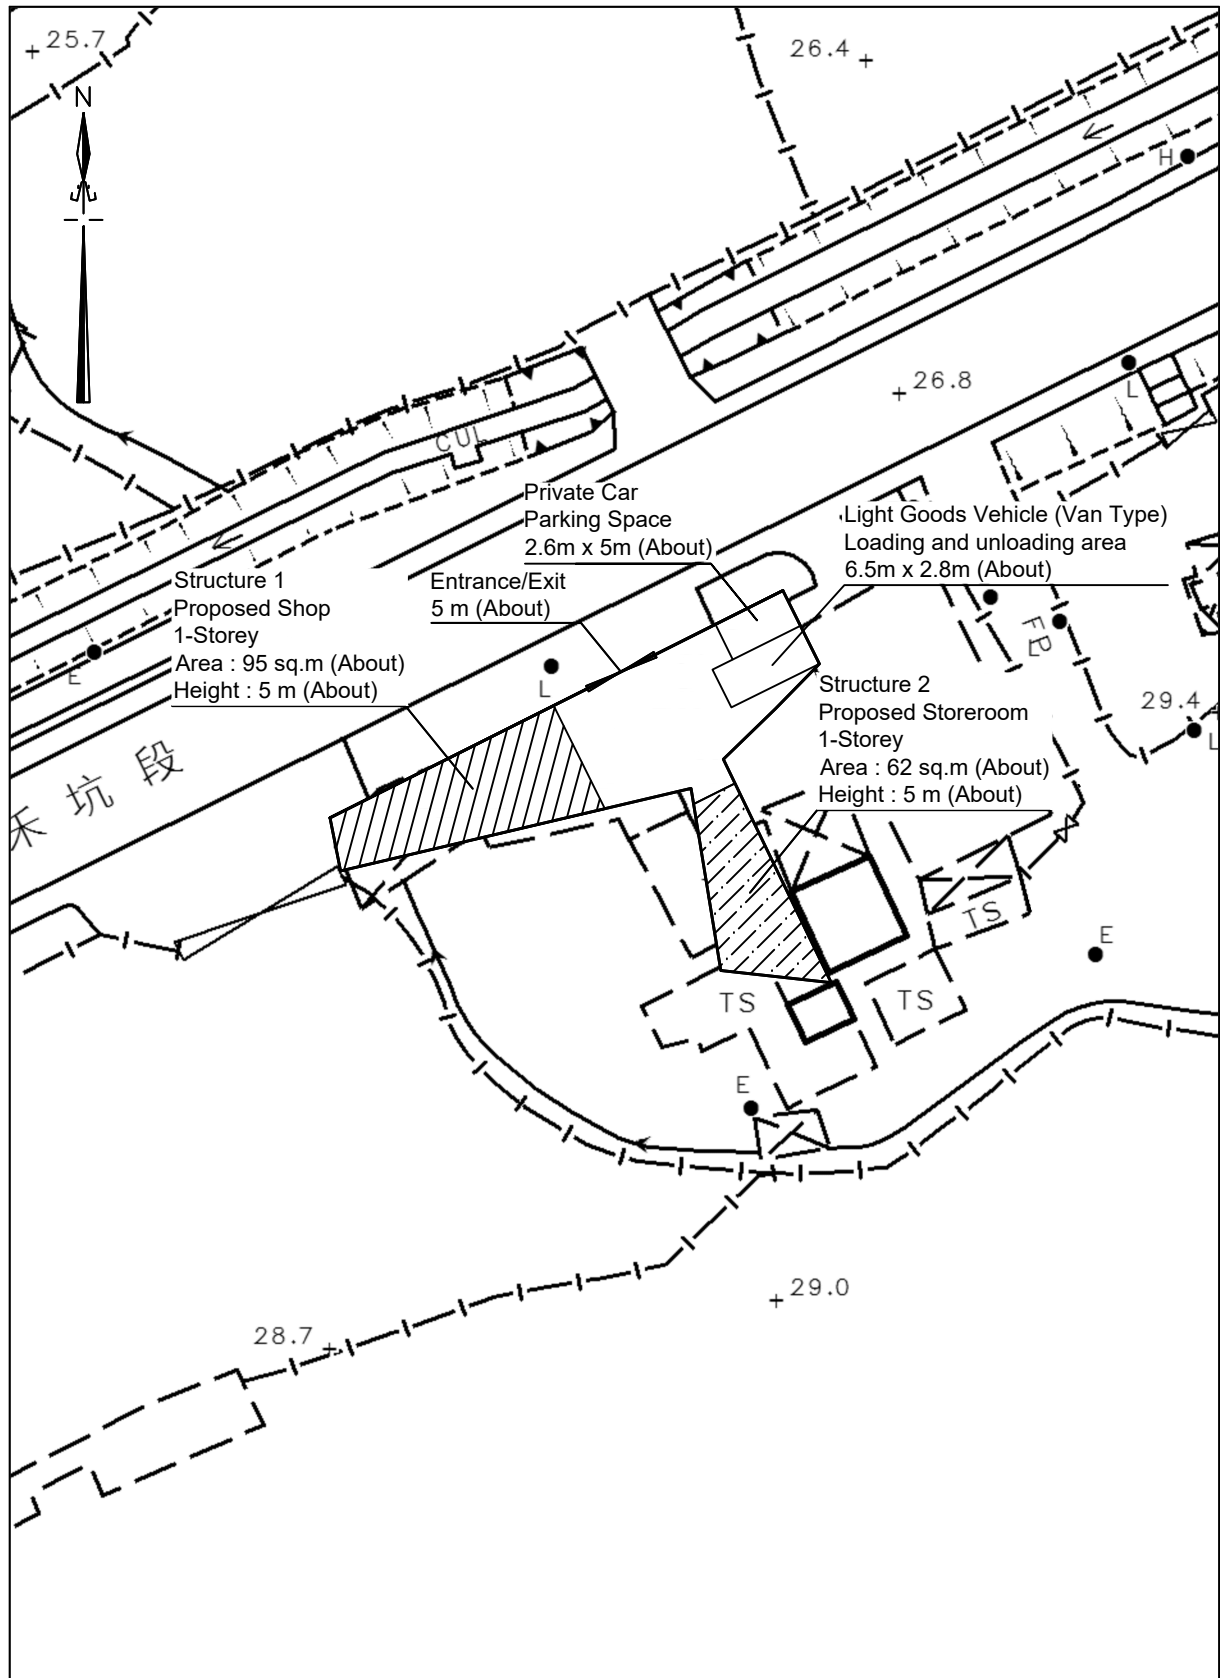 25.7
26.4
N
H
26.8
L
CUL
Private Car
Parking Space
2.6m x 5m (About)
Light Goods Vehicle (Van Type)
Loading and unloading area
6.5m x 2.8m (About)
Structure 1
Proposed Shop
1-Storey
Area : 95 sq.m (About)
Height : 5 m (About)
Entrance/Exit
5 m (About)
E
L
FB
Structure 2
Proposed Storeroom
1-Storey
Area : 62 sq.m (About)
Height : 5 m (About)
29.4
L
禾坑段
TS
E
TS
TS
E
29.0
28.7